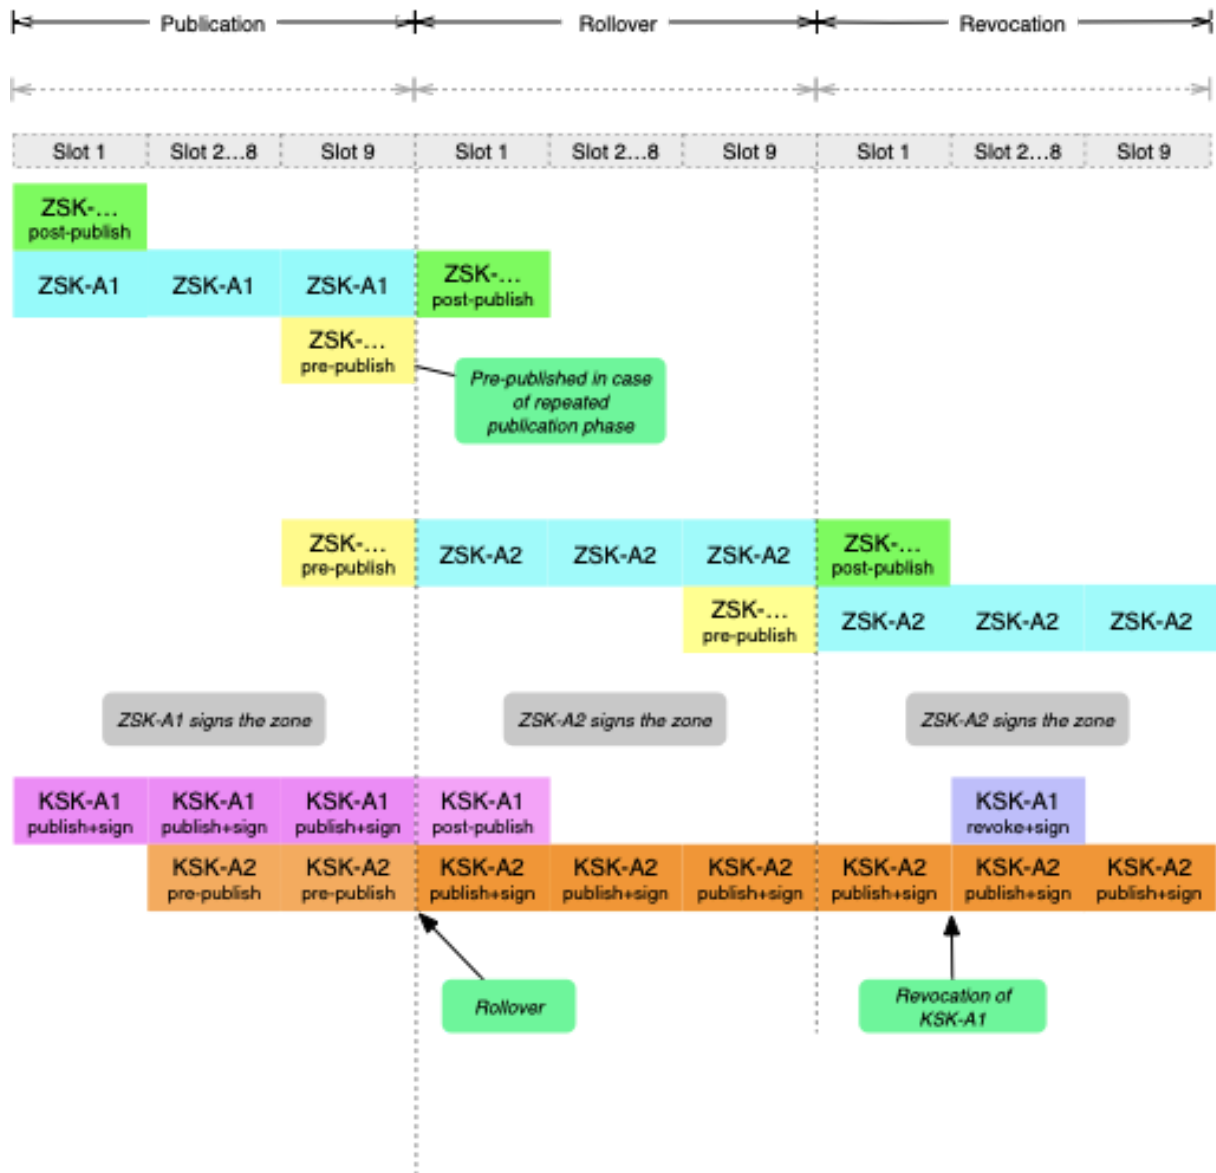 Publication Rollover Revocation
Slot 1 Slot 2...8 Slot 9 Slot 1 Slot 2...8 Slot 9 Slot 1 Slot 2...8 Slot 9
ZSK-...
post-publish
ZSK-A1 ZSK-A1 ZSK-A1 ZSK-...
post-publish
ZSK-...
pre-publish
Pre-published in case
of repeated
publication phase
ZSK-...
pre-publish
ZSK-A2 ZSK-A2 ZSK-A2 ZSK-...
post-publish
ZSK-...
pre-publish
ZSK-A2 ZSK-A2 ZSK-A2
ZSK-A1 signs the zone ZSK-A2 signs the zone ZSK-A2 signs the zone
KSK-A1 KSK-A1 KSK-A1 KSK-A1 KSK-A1
publish+sign publish+sign publish+sign post-publish revoke+sign
KSK-A2 KSK-A2 KSK-A2 KSK-A2 KSK-A2 KSK-A2 KSK-A2 KSK-A2
pre-publish pre-publish publish+sign publish+sign publish+sign publish+sign publish+sign publish+sign
Rollover
Revocation of
KSK-A1